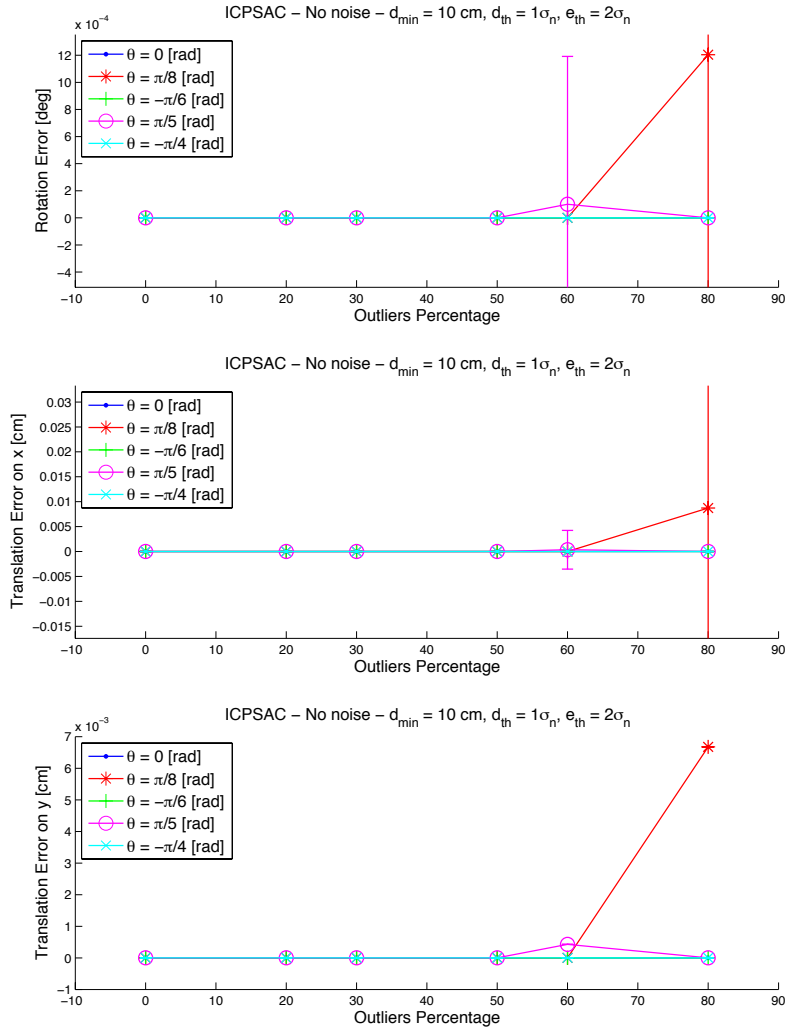 ICPSAC – No noise – d_min = 10 cm, d_th = 1σ_n, e_th = 2σ_n
x 10^−4
12
10
8
6
4
2
0
−2
−4
Rotation Error [deg]
θ = 0 [rad]
θ = π/8 [rad]
θ = −π/6 [rad]
θ = π/5 [rad]
θ = −π/4 [rad]
−10 0 10 20 30 40 50 60 70 80 90
Outliers Percentage
ICPSAC – No noise – d_min = 10 cm, d_th = 1σ_n, e_th = 2σ_n
0.03
0.025
0.02
0.015
0.01
0.005
0
−0.005
−0.01
−0.015
Translation Error on x [cm]
θ = 0 [rad]
θ = π/8 [rad]
θ = −π/6 [rad]
θ = π/5 [rad]
θ = −π/4 [rad]
−10 0 10 20 30 40 50 60 70 80 90
Outliers Percentage
ICPSAC – No noise – d_min = 10 cm, d_th = 1σ_n, e_th = 2σ_n
x 10^−3
7
6
5
4
3
2
1
0
−1
Translation Error on y [cm]
θ = 0 [rad]
θ = π/8 [rad]
θ = −π/6 [rad]
θ = π/5 [rad]
θ = −π/4 [rad]
−10 0 10 20 30 40 50 60 70 80 90
Outliers Percentage